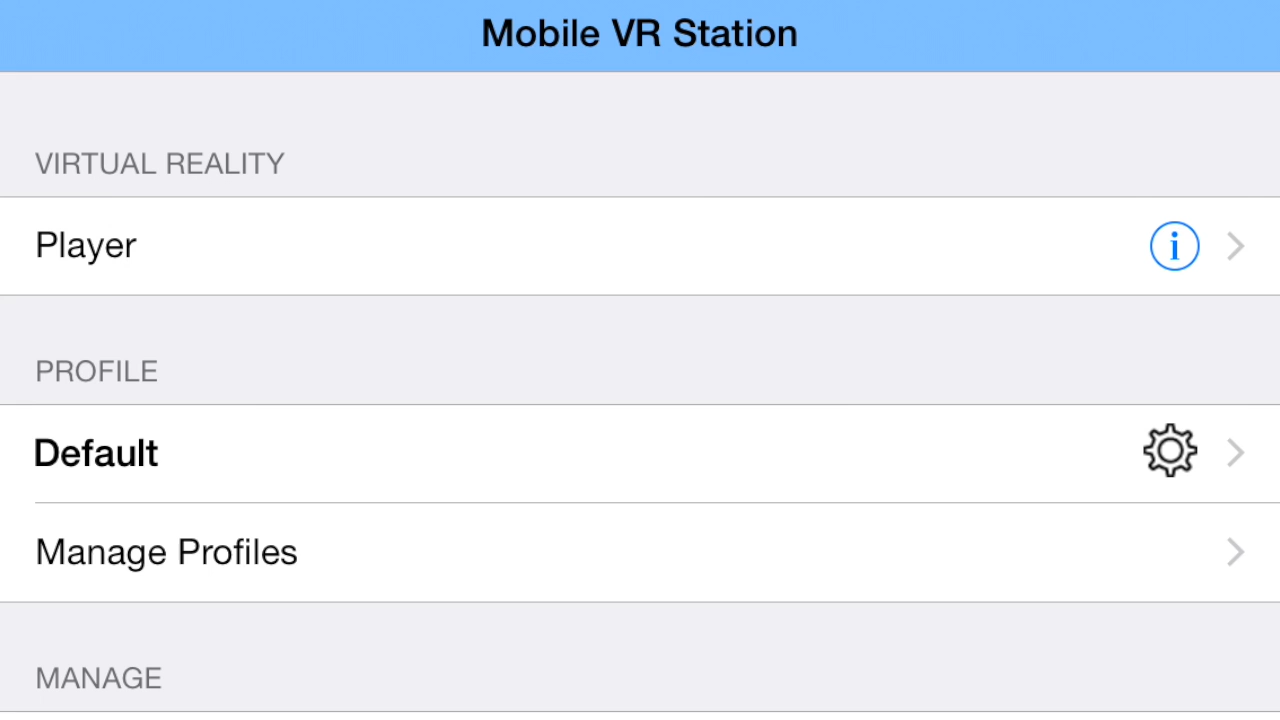 Mobile VR Station
VIRTUAL REALITY
Player
PROFILE
Default
Manage Profiles
MANAGE